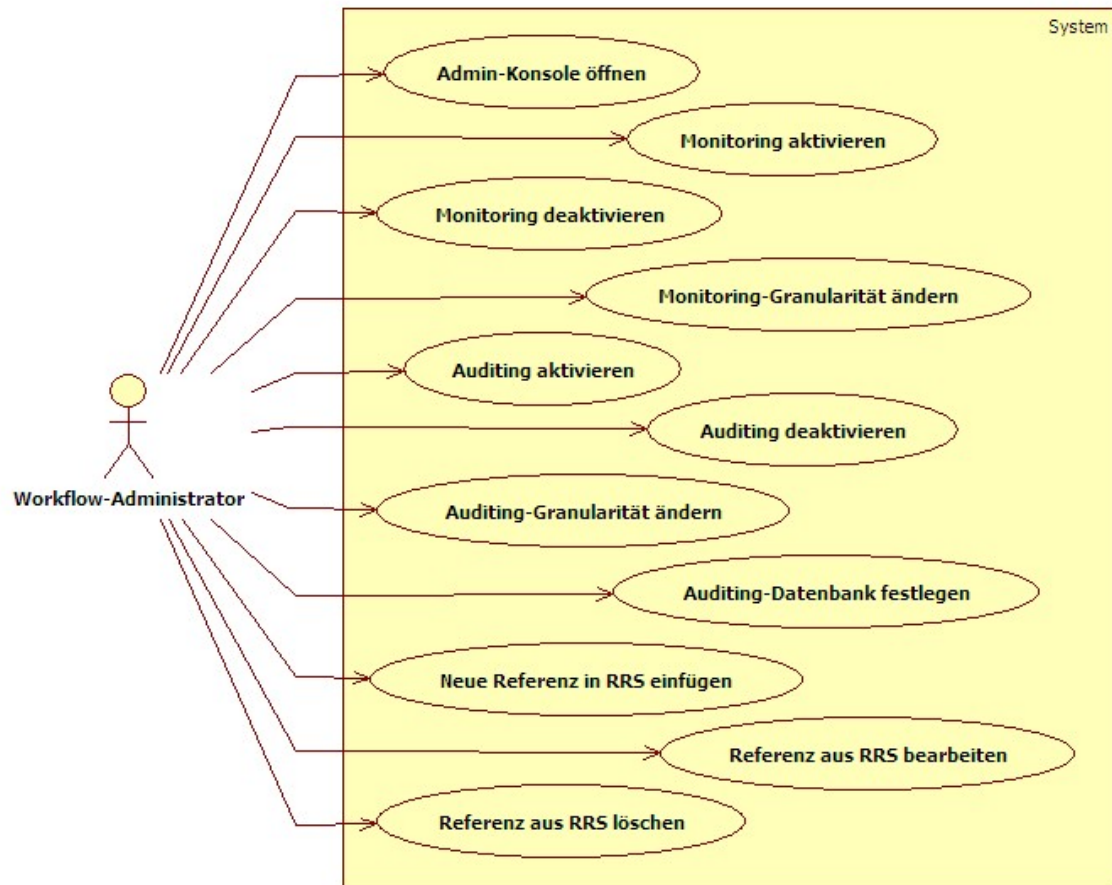 System
Admin-Konsole öffnen
Monitoring aktivieren
Monitoring deaktivieren
Monitoring-Granularität ändern
Auditing aktivieren
Auditing deaktivieren
Workflow-Administrator
Auditing-Granularität ändern
Auditing-Datenbank festlegen
Neue Referenz in RRS einfügen
Referenz aus RRS bearbeiten
Referenz aus RRS löschen